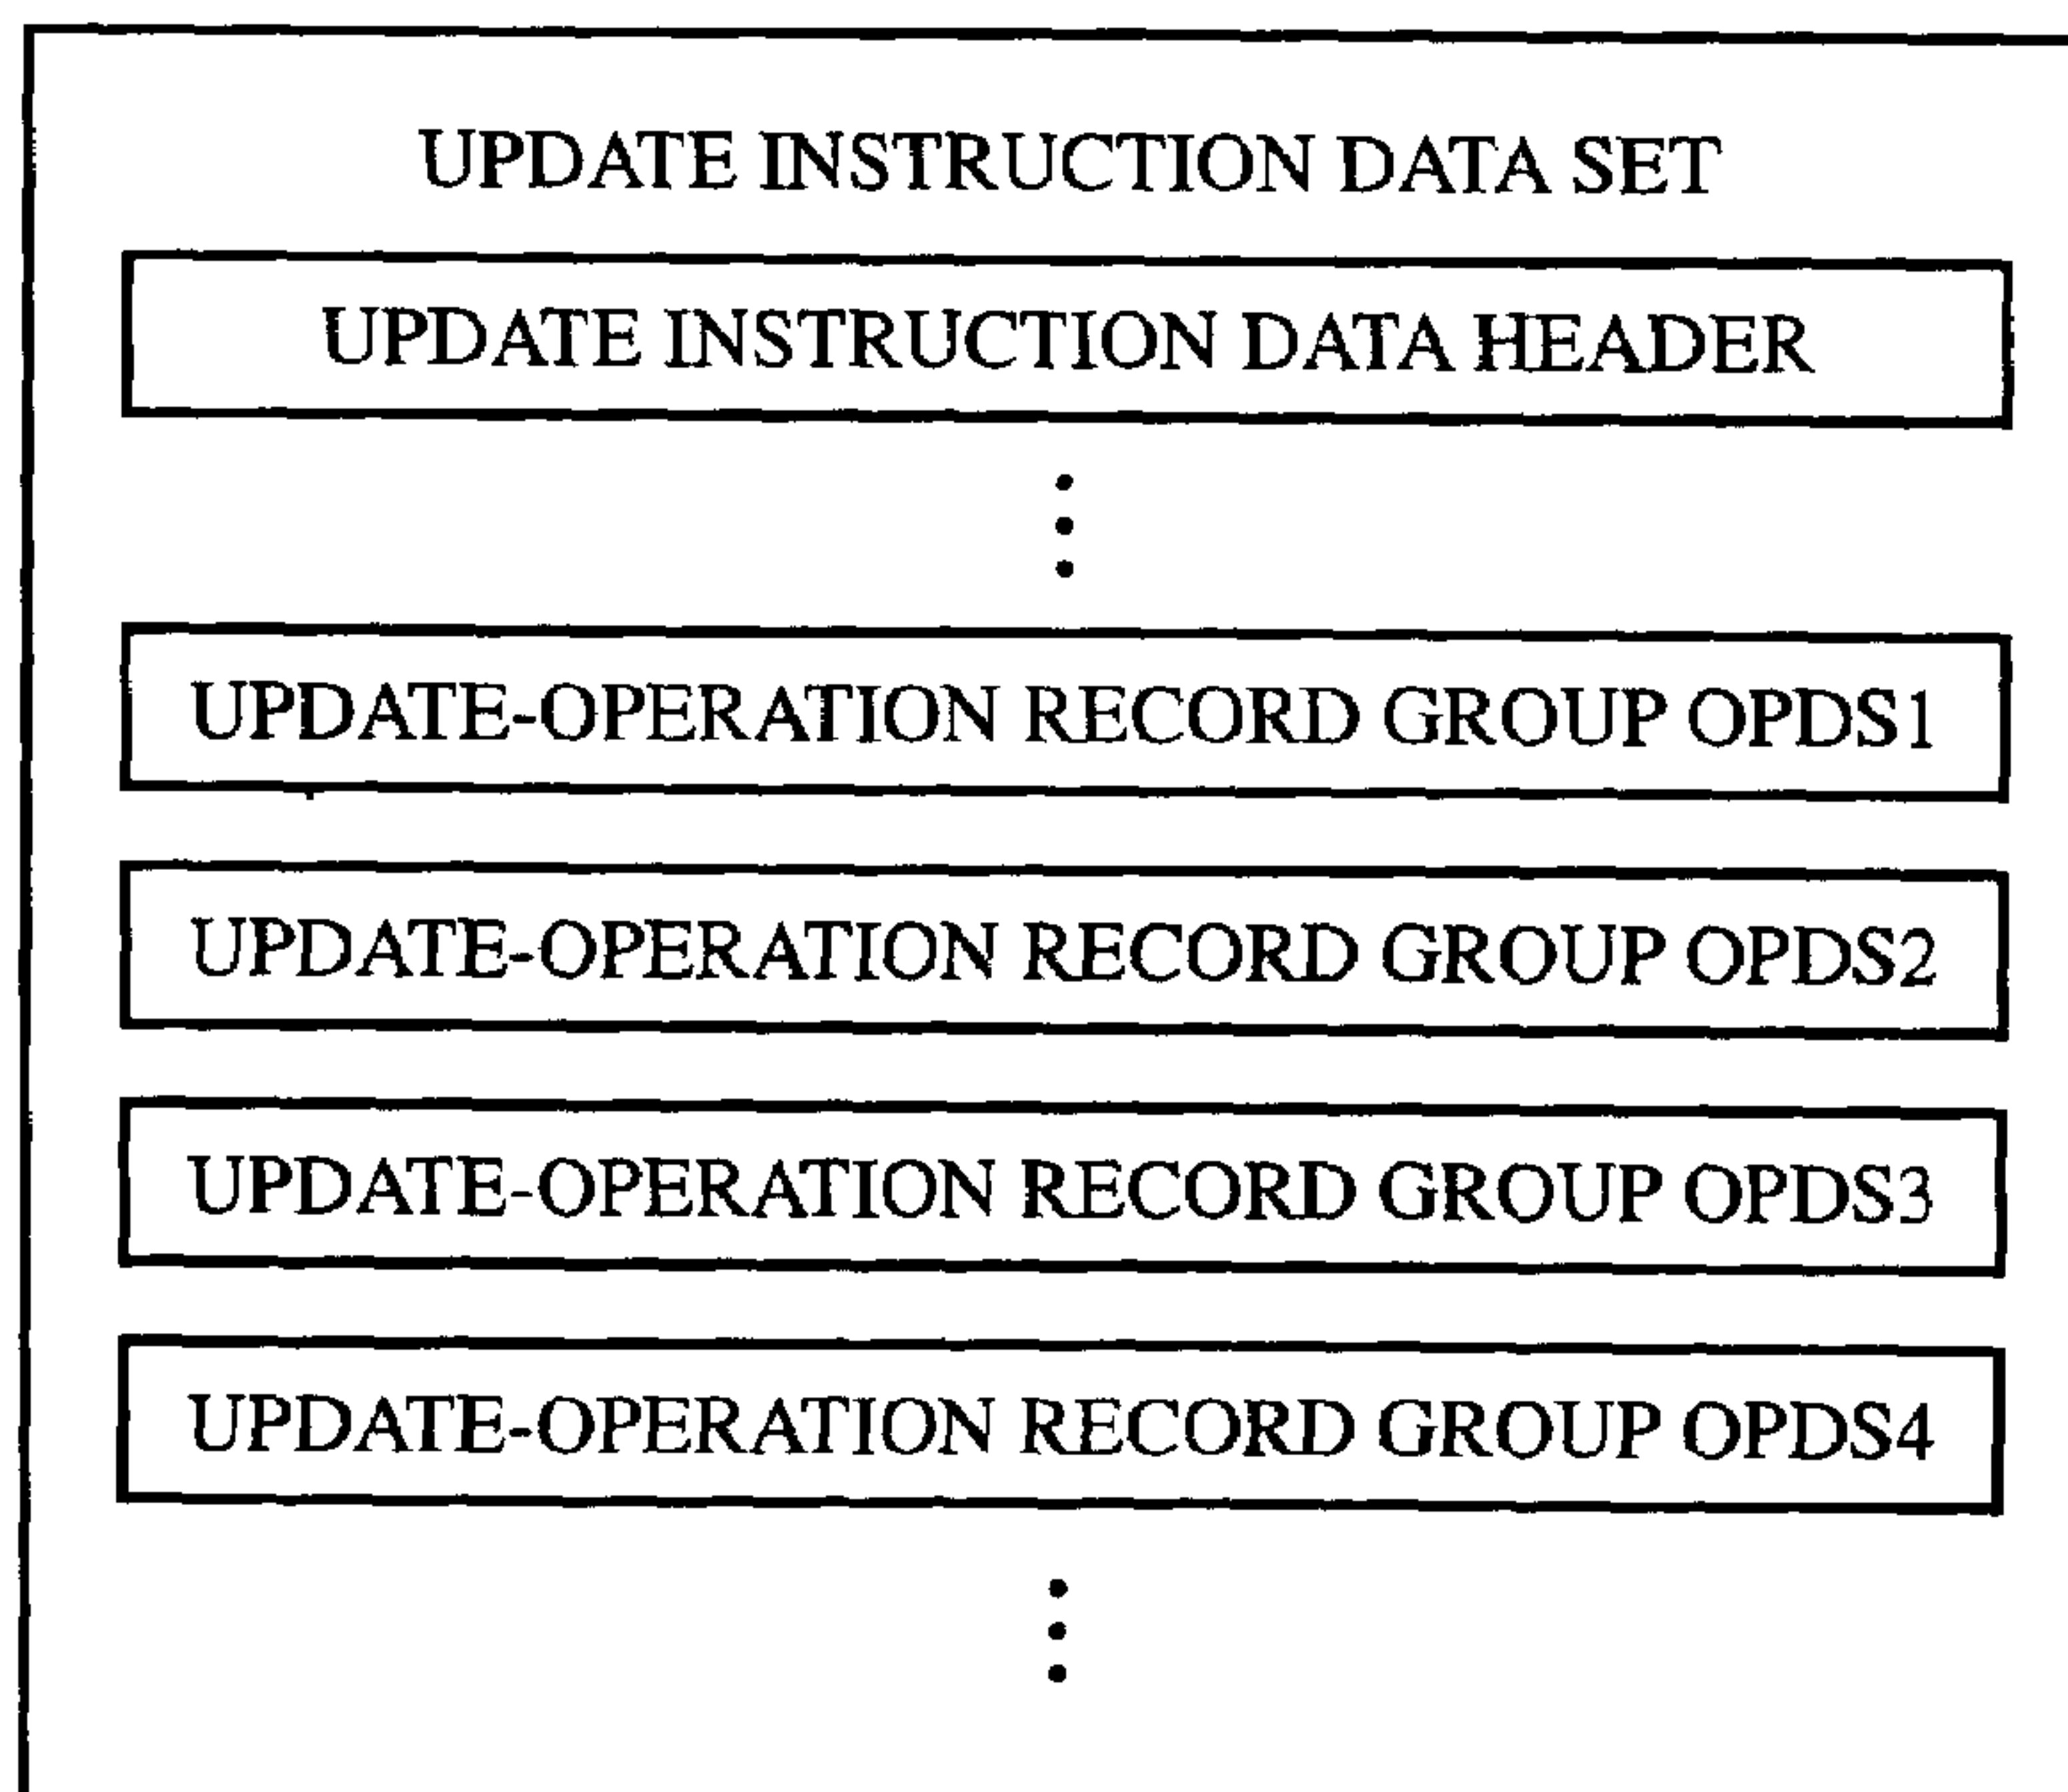 UPDATE INSTRUCTION DATA SET
UPDATE INSTRUCTION DATA HEADER
UPDATE-OPERATION RECORD GROUP OPDS1
UPDATE-OPERATION RECORD GROUP OPDS2
UPDATE-OPERATION RECORD GROUP OPDS3
UPDATE-OPERATION RECORD GROUP OPDS4